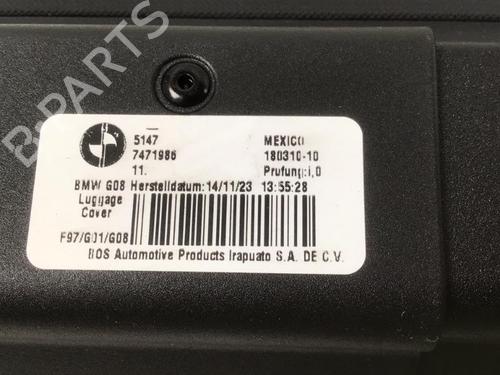 B-PARTS
5147 MEXICO
7471986 180310-10
11. Prufung:i,0
BMW G08 Herstelldatum:14/11/23 13:55:28
Luggage
Cover
F97/G01/G08
BOS Automotive Products Irapuato S.A. DE C.V.